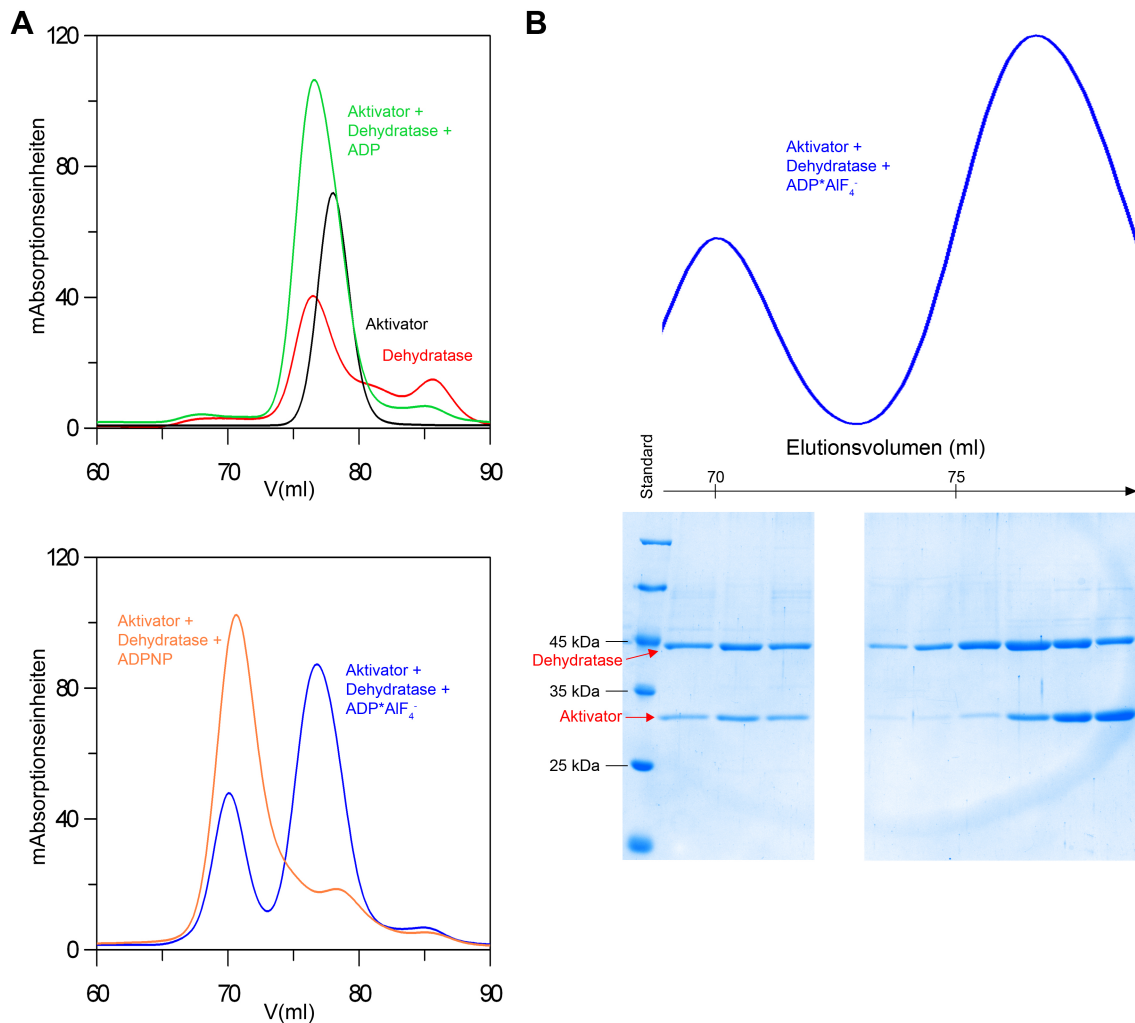 A
120
80
40
0
mAbsorptionseinheiten
Aktivator +
Dehydratase +
ADP
Aktivator
Dehydratase
60 70 80 90
V(ml)
120
80
40
0
mAbsorptionseinheiten
Aktivator +
Dehydratase +
ADPNP
Aktivator +
Dehydratase +
ADP*AlF₄⁻
60 70 80 90
V(ml)
B
Aktivator +
Dehydratase +
ADP*AlF₄⁻
Elutionsvolumen (ml)
Standard
70 75
45 kDa
Dehydratase
35 kDa
Aktivator
25 kDa